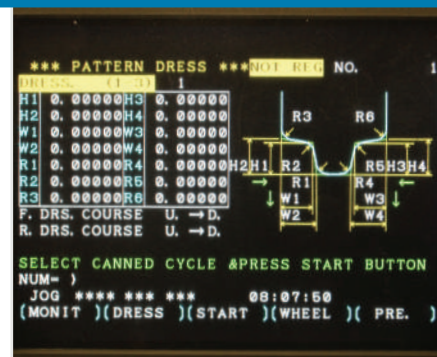 *** PATTERN DRESS *** NOT REG NO. 1
DRESS. (1-3) 1
H1 0.00000 H3 0.00000
H2 0.00000 H4 0.00000
W1 0.00000 W3 0.00000
W2 0.00000 W4 0.00000
R1 0.00000 R4 0.00000
R2 0.00000 R5 0.00000
R3 0.00000 R6 0.00000
F. DRS. COURSE U. → D.
R. DRS. COURSE U. → D.
R3 R6
H2 H1 R2 R5 H3 H4
R1 R4
W1 W3
W2 W4
SELECT CANNED CYCLE &PRESS START BUTTON
NUM= )
JOG **** *** *** 08:07:50
(MONIT )(DRESS )(START )(WHEEL )( PRE. )